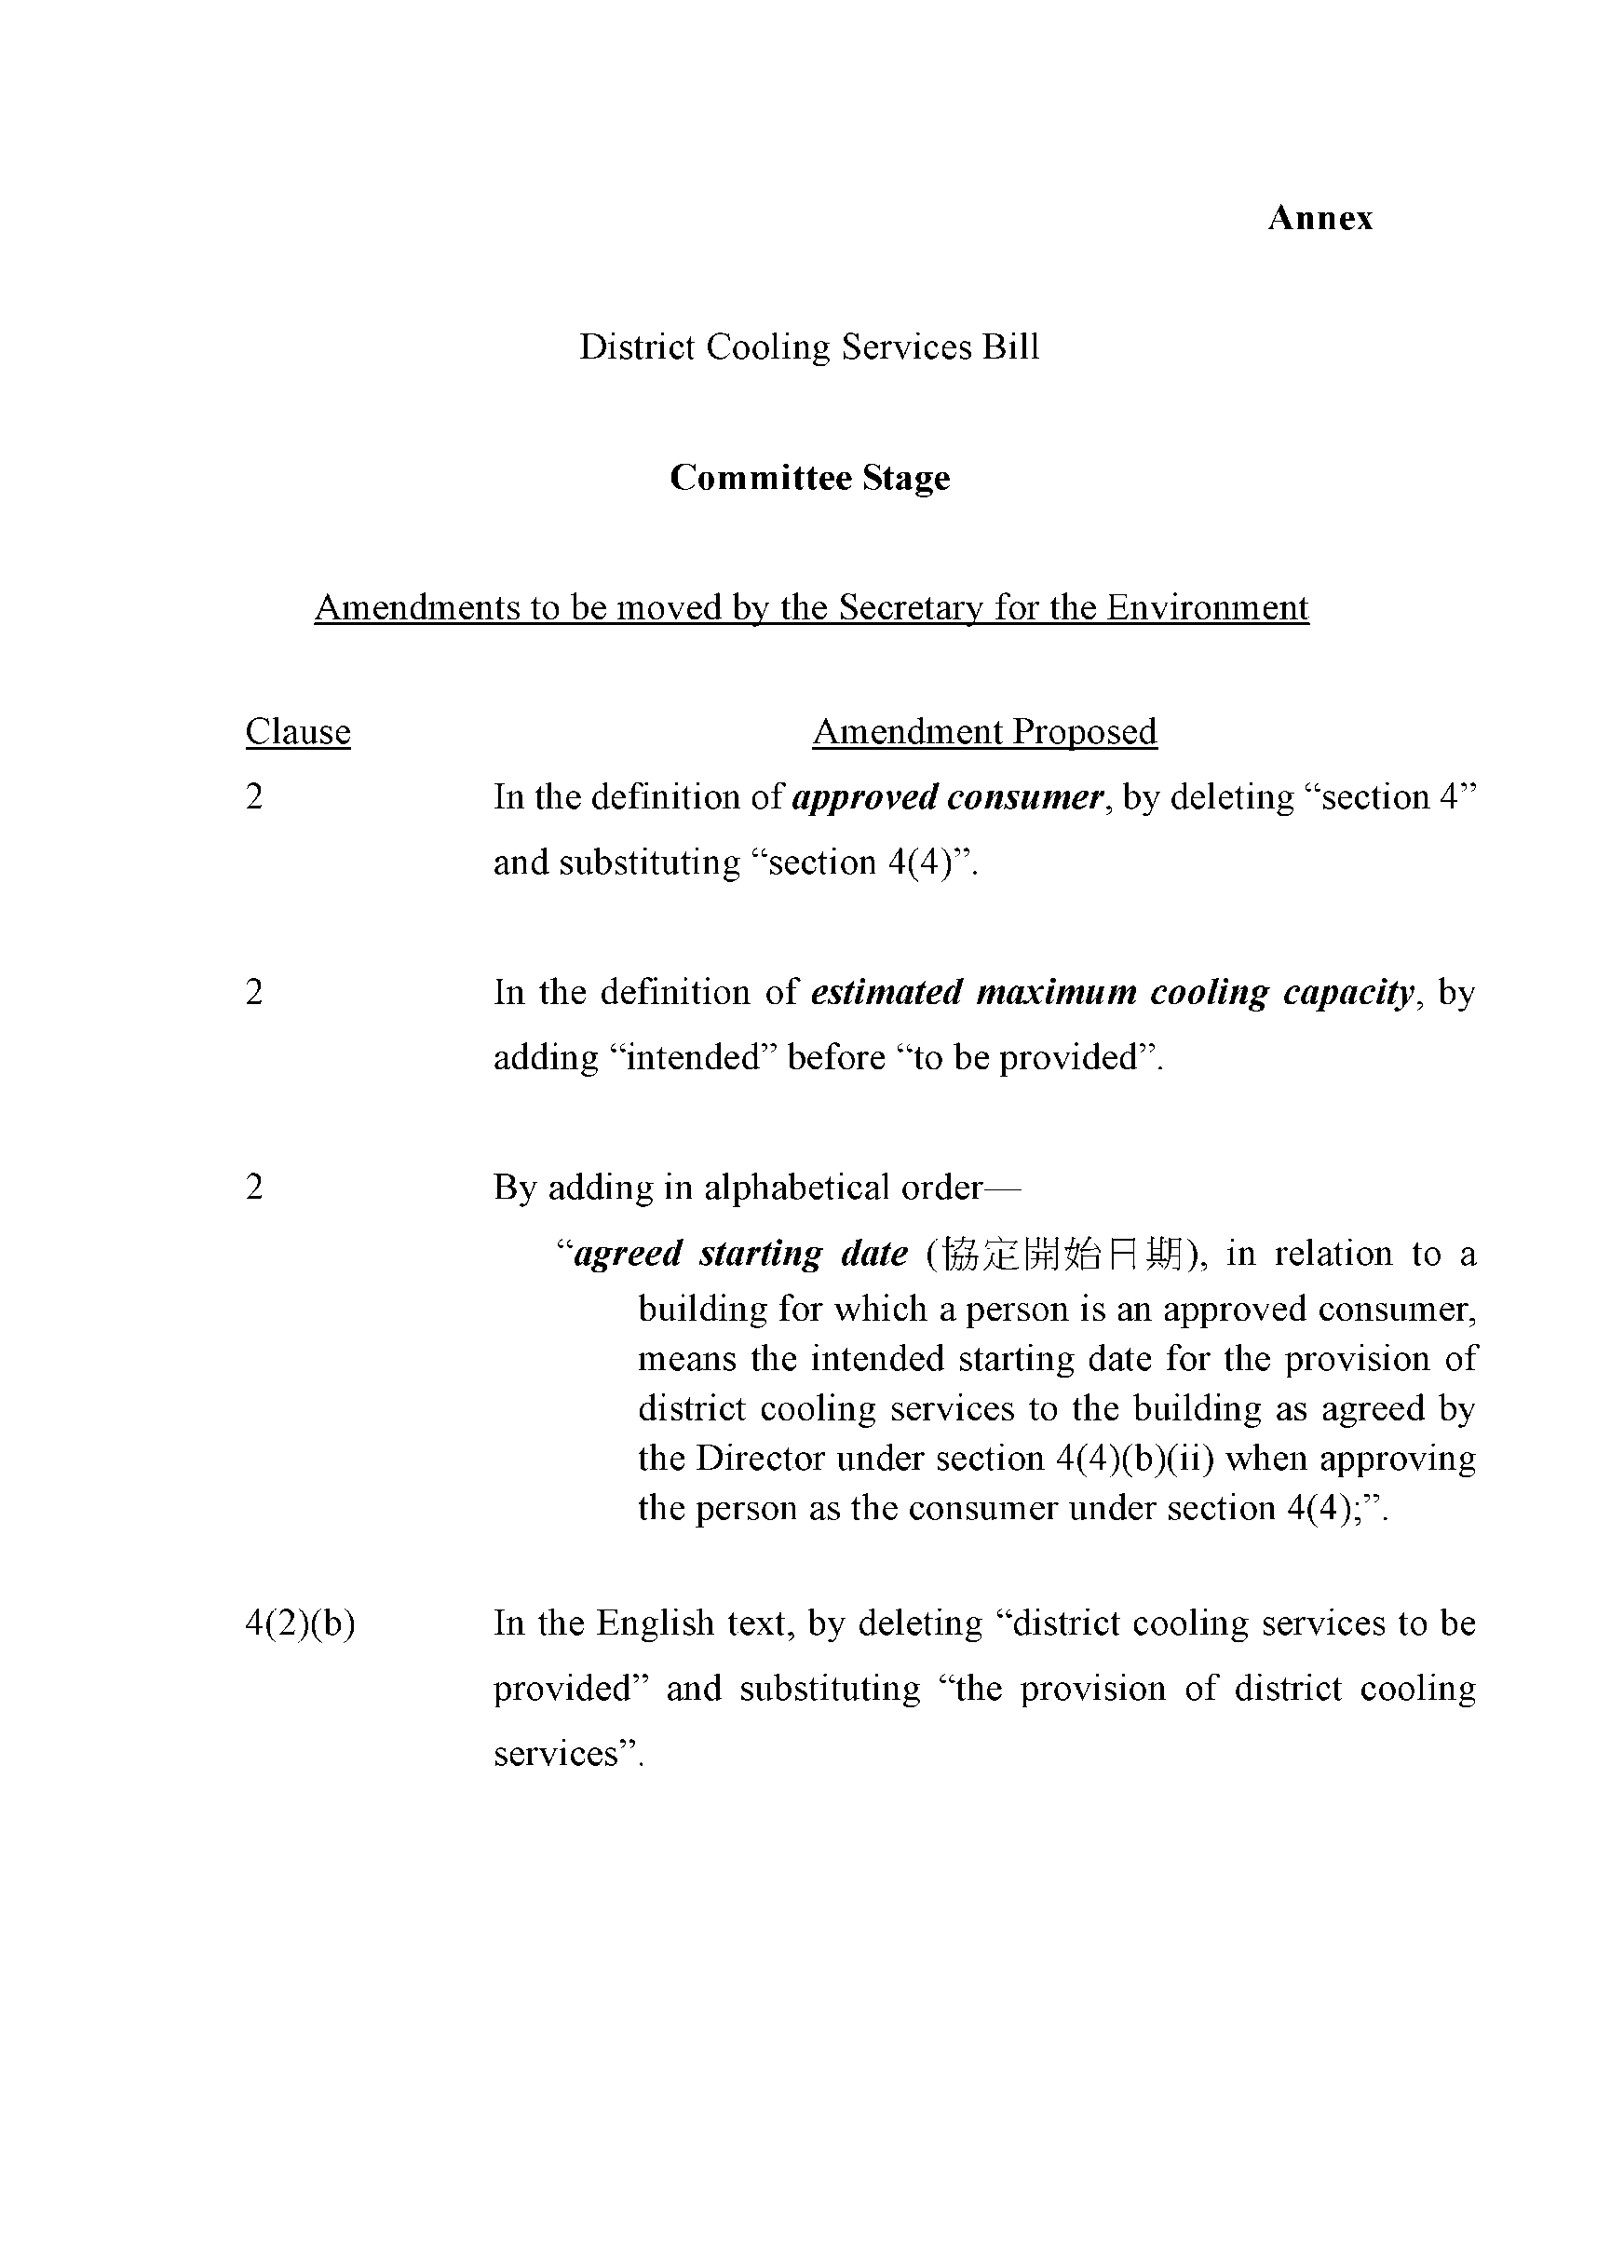 Annex
District Cooling Services Bill
Committee Stage
Amendments to be moved by the Secretary for the Environment
Clause Amendment Proposed
2 In the definition of approved consumer, by deleting “section 4”
and substituting “section 4(4)”.
2 In the definition of estimated maximum cooling capacity, by
adding “intended” before “to be provided”.
2 By adding in alphabetical order—
“agreed starting date (協定開始日期), in relation to a
building for which a person is an approved consumer,
means the intended starting date for the provision of
district cooling services to the building as agreed by
the Director under section 4(4)(b)(ii) when approving
the person as the consumer under section 4(4);”.
4(2)(b) In the English text, by deleting “district cooling services to be
provided” and substituting “the provision of district cooling
services”.